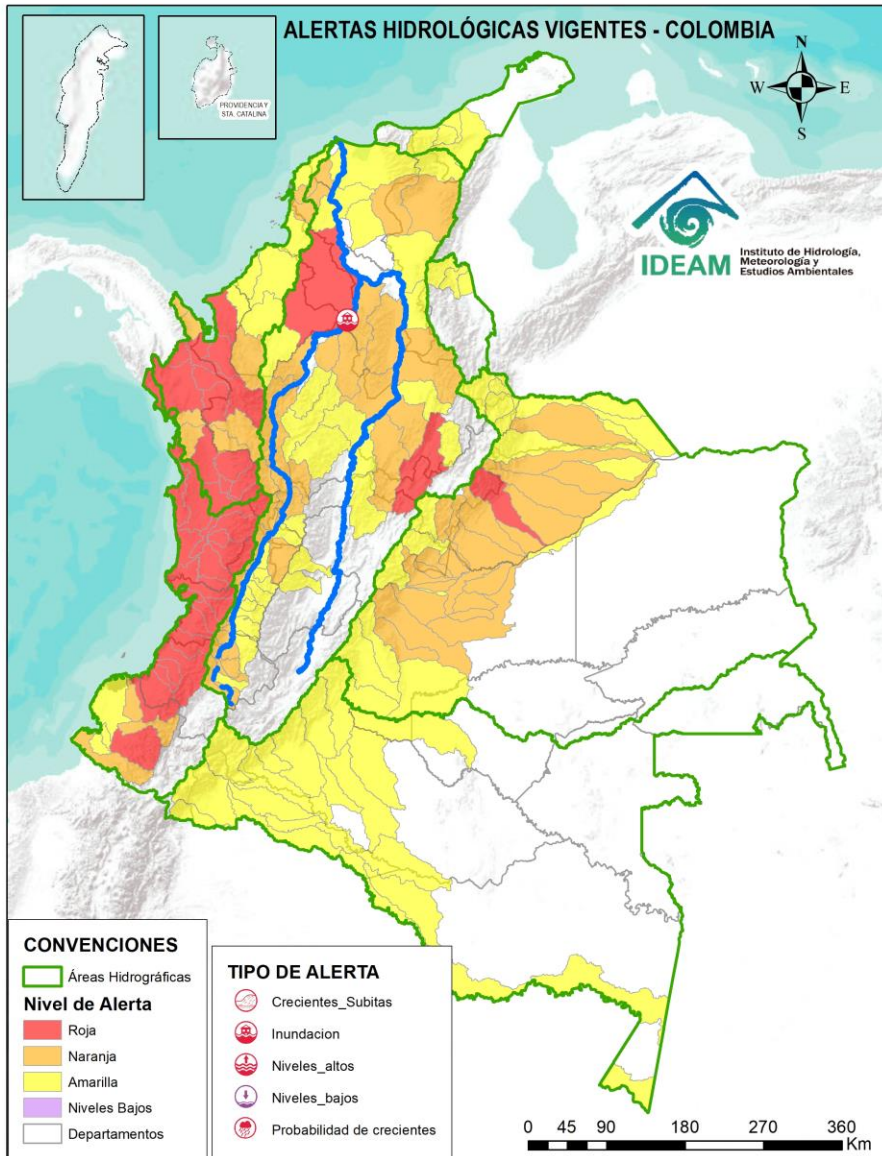 ALERTAS HIDROLÓGICAS VIGENTES - COLOMBIA
PROVIDENCIA Y
STA. CATALINA
N
W
E
S
IDEAM
Instituto de Hidrología,
Meteorología y
Estudios Ambientales
CONVENCIONES
Áreas Hidrográficas
Nivel de Alerta
Roja
Naranja
Amarilla
Niveles Bajos
Departamentos
TIPO DE ALERTA
Crecientes_Subitas
Inundacion
Niveles_altos
Niveles_bajos
Probabilidad de crecientes
0 45 90 180 270 360
Km